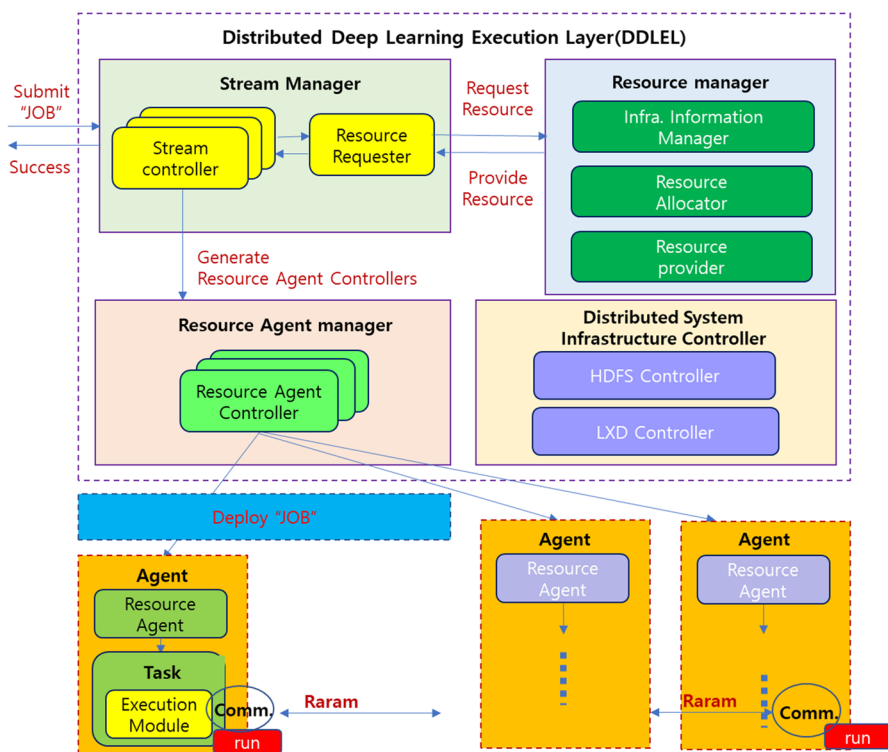 Distributed Deep Learning Execution Layer(DDLEL)
Submit
"JOB"
Success
Stream Manager
Stream
controller
Resource
Requester
Request
Resource
Provide
Resource
Resource manager
Infra. Information
Manager
Resource
Allocator
Resource
provider
Generate
Resource Agent Controllers
Resource Agent manager
Resource Agent
Controller
Distributed System
Infrastructure Controller
HDFS Controller
LXD Controller
Deploy "JOB"
Agent
Resource
Agent
Task
Execution
Module
Comm.
run
Raram
Agent
Resource
Agent
Raram
Agent
Resource
Agent
Comm.
run